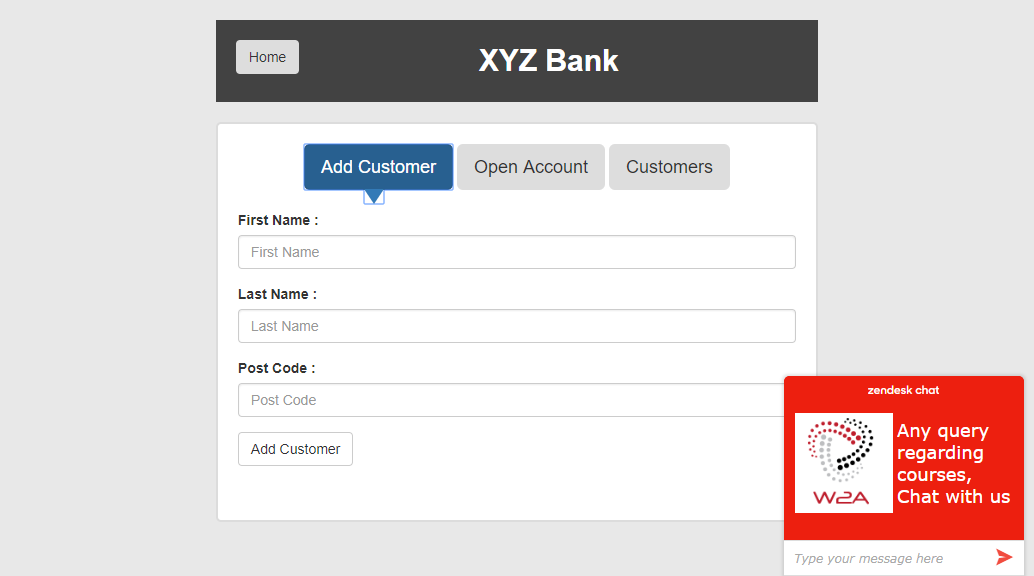 Home
XYZ Bank
Add Customer
Open Account
Customers
First Name :
First Name
Last Name :
Last Name
Post Code :
Post Code
Add Customer
zendesk chat
W2A
Any query
regarding
courses,
Chat with us
Type your message here